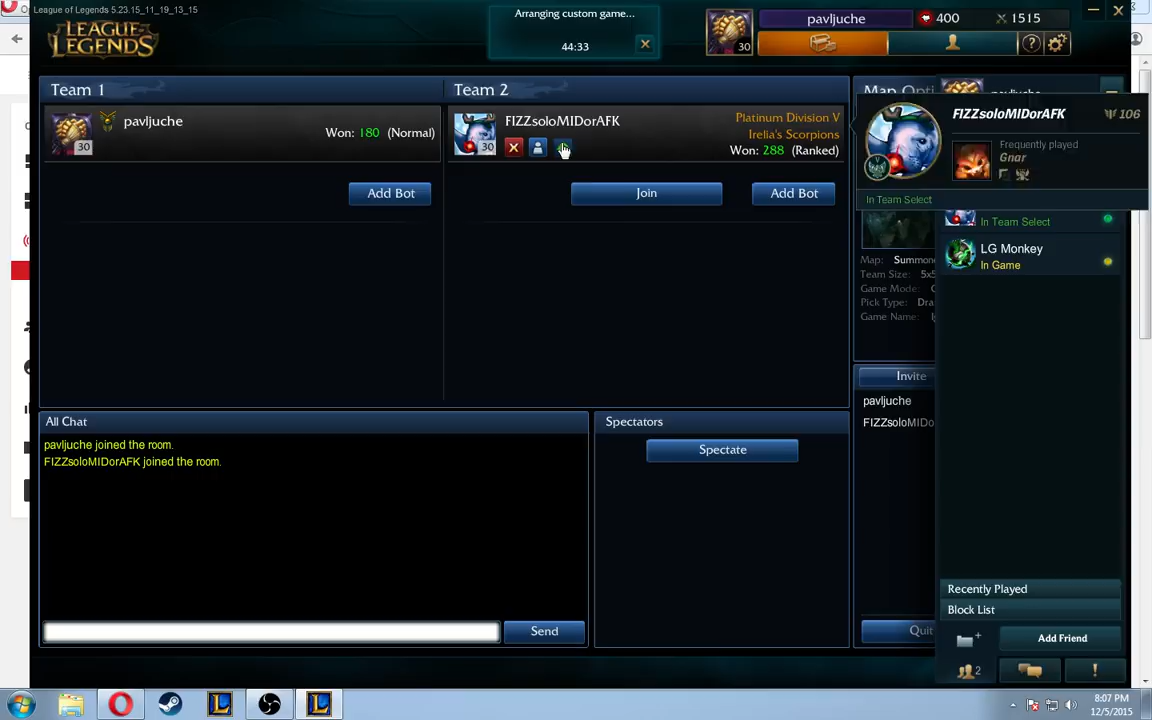 League of Legends 5.23.15_11_19_13_15
LEAGUE OF
LEGENDS
Arranging custom game...
44:33
30
pavljuche
400
1515
Team 1
Team 2
pavljuche
30
Won: 180 (Normal)
FIZZsoloMIDorAFK
30
Platinum Division V
Irelia's Scorpions
Won: 288 (Ranked)
FIZZsoloMIDorAFK
106
Frequently played
Gnar
V
In Team Select
Add Bot
Join
Add Bot
In Team Select
LG Monkey
In Game
Map:
Team Size: 5x5
Game Mode:
Pick Type:
Game Name:
Invite
pavljuche
All Chat
pavljuche joined the room.
FIZZsoloMIDorAFK joined the room.
Spectators
Spectate
Send
Recently Played
Block List
Add Friend
2
8:07 PM
12/5/2015